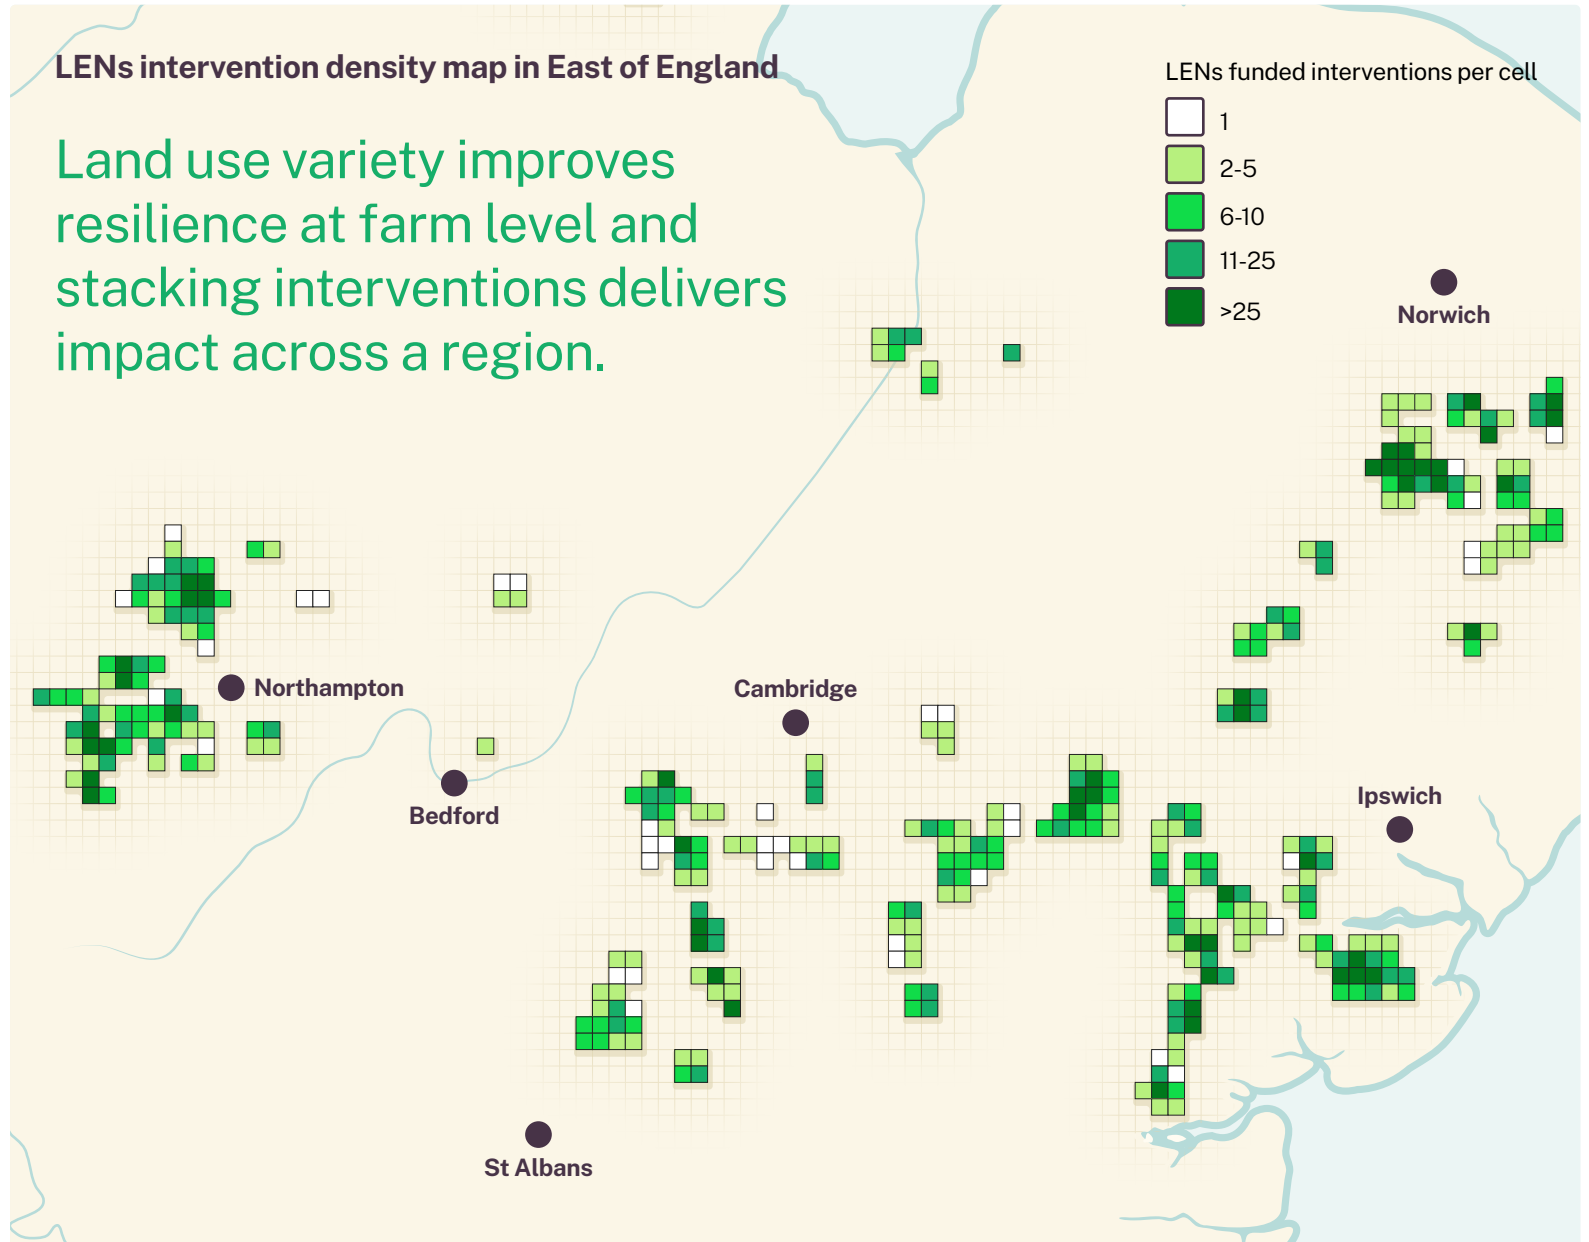 LENs intervention density map in East of England
Land use variety improves
resilience at farm level and
stacking interventions delivers
impact across a region.
LENs funded interventions per cell
1
2-5
6-10
11-25
>25
Norwich
Northampton
Cambridge
Bedford
Ipswich
St Albans